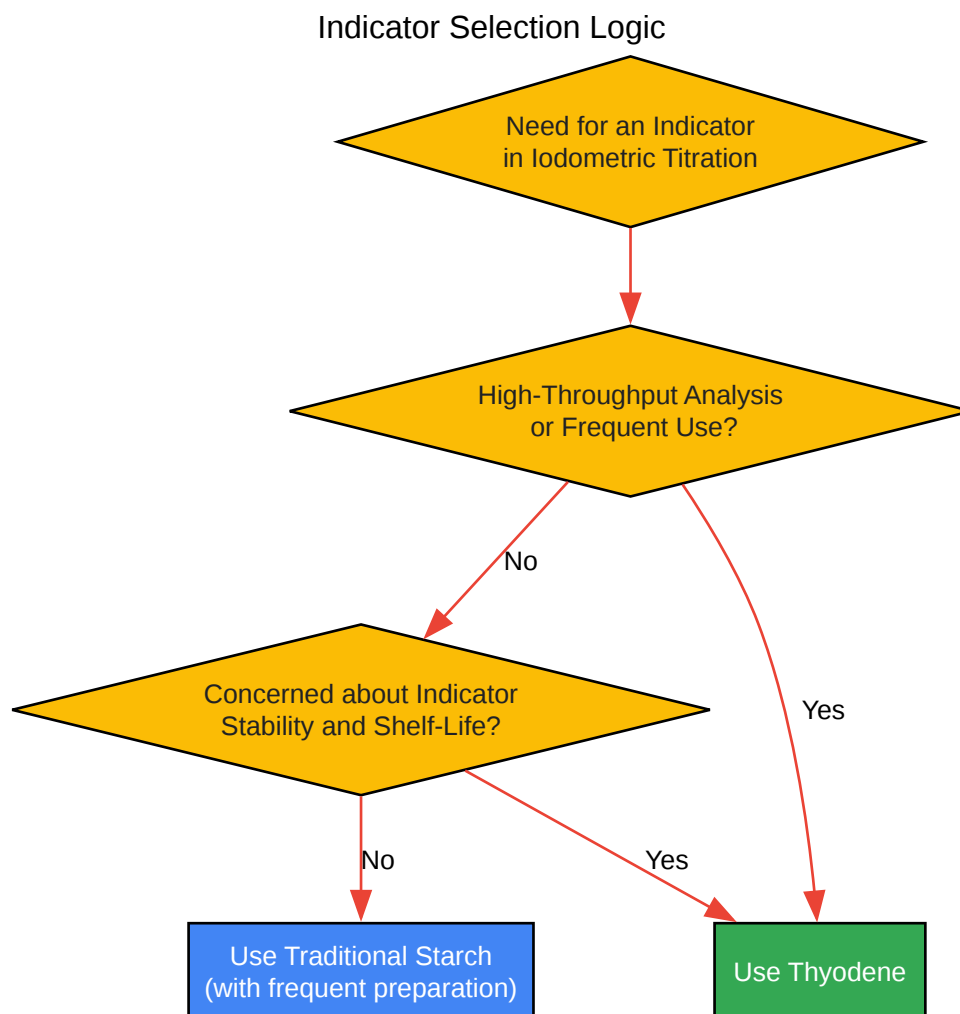 Indicator Selection Logic
Need for an Indicator
in Iodometric Titration
High-Throughput Analysis
or Frequent Use?
No
Concerned about Indicator
Stability and Shelf-Life?
Yes
No
Yes
Use Traditional Starch
(with frequent preparation)
Use Thyodene